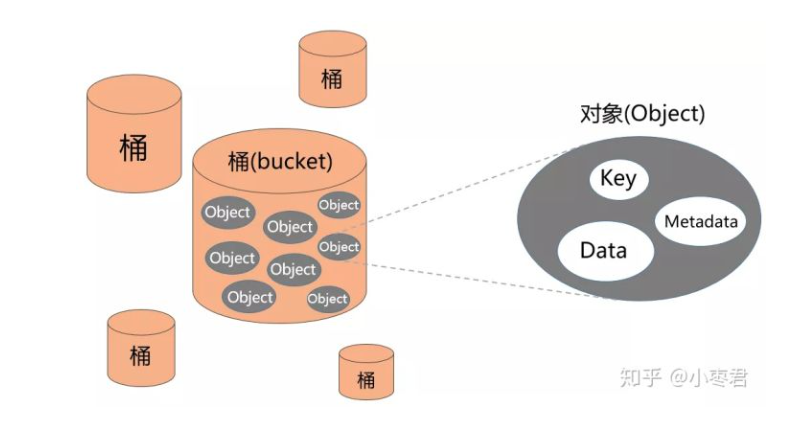 桶
桶
桶(bucket)
Object
Object
Object
Object
Object
Object
Object
Object
桶
桶
对象(Object)
Key
Metadata
Data
知乎 @小枣君